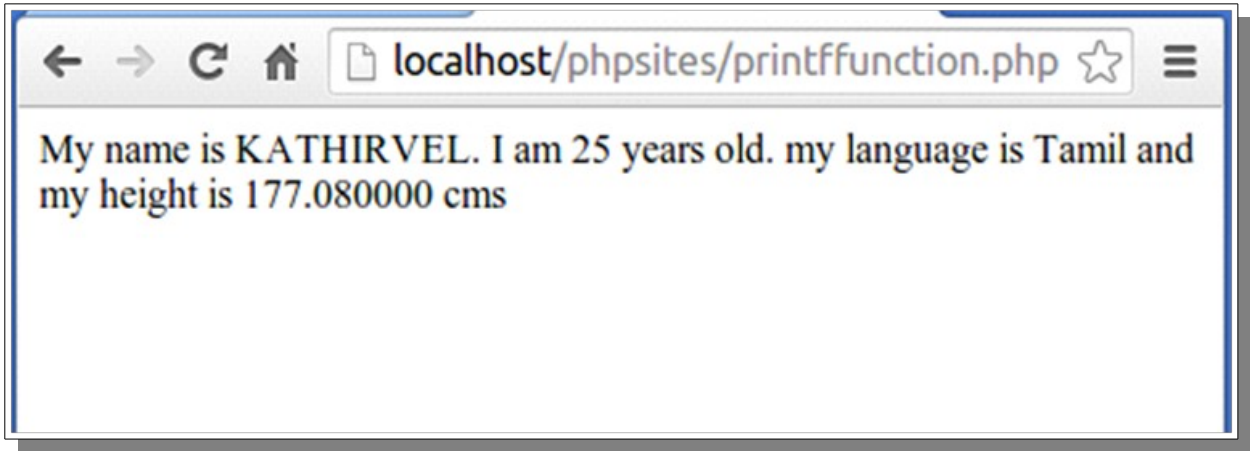 localhost/phpsites/printffunction.php
My name is KATHIRVEL. I am 25 years old. my language is Tamil and
my height is 177.080000 cms